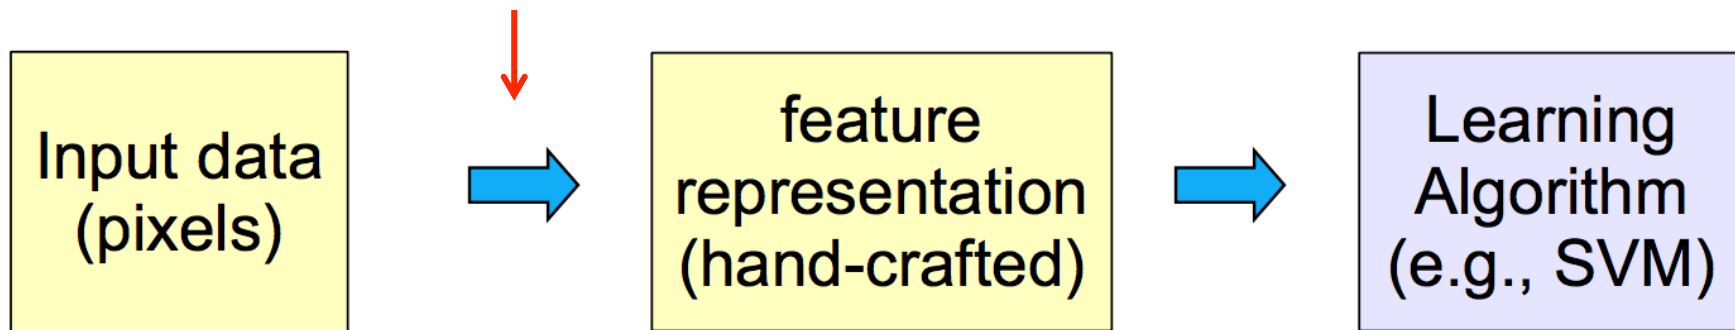 Input data
(pixels)
feature
representation
(hand-crafted)
Learning
Algorithm
(e.g., SVM)